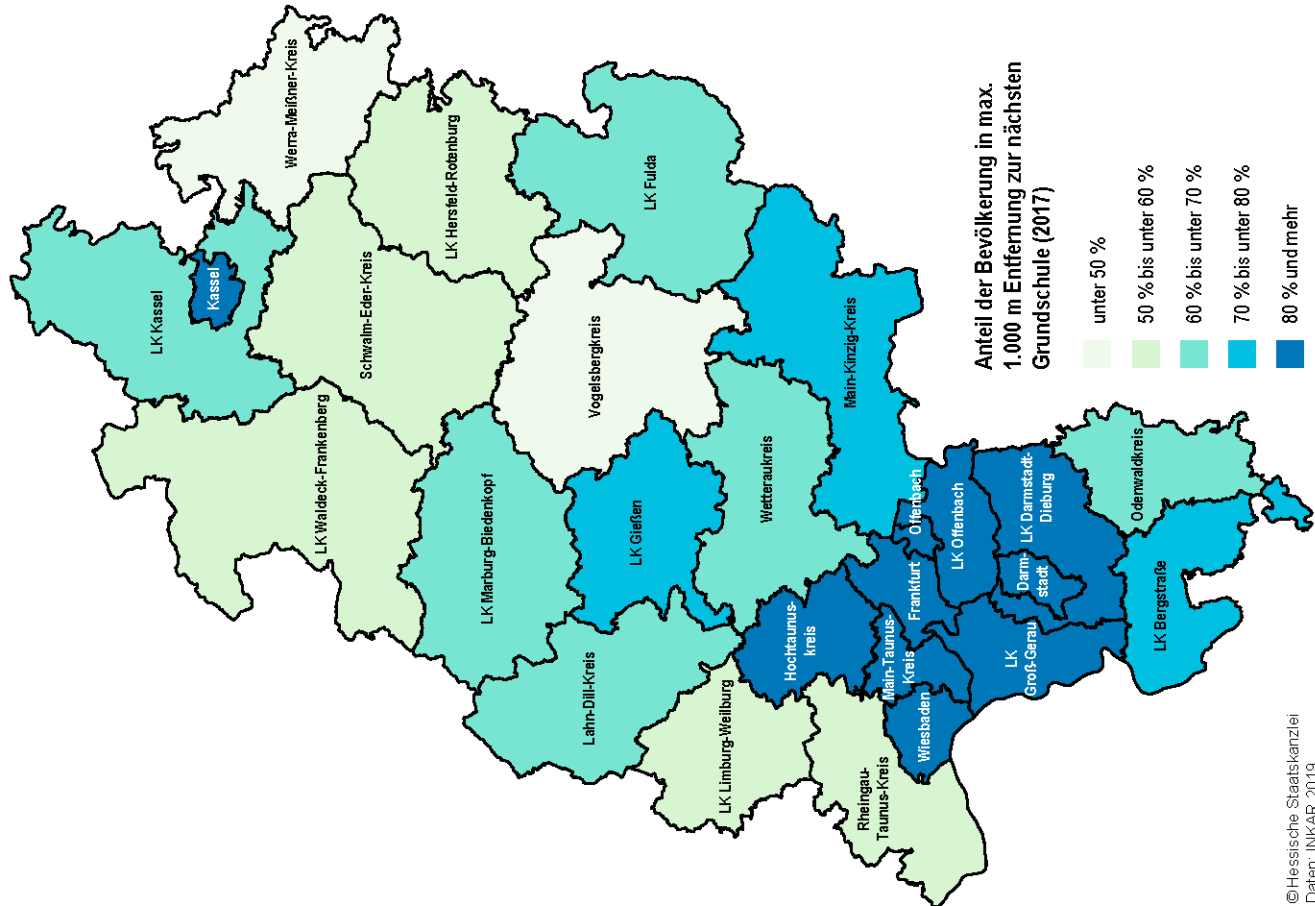 LK Kassel
Kassel
Werra-Meißner-Kreis
LK Waldeck-Frankenberg
Schwalm-Eder-Kreis
LK Hersfeld-Rotenburg
LK Marburg-Biedenkopf
Vogelsbergkreis
LK Fulda
Lahn-Dill-Kreis
LK Gießen
LK Limburg-Weilburg
Wetteraukreis
Main-Kinzig-Kreis
Hochtaunus-
kreis
Rheingau-
Taunus-Kreis
Main-Taunus-
Kreis
Frankfurt
Offenbach
Wiesbaden
LK Offenbach
LK
Groß-Gerau
Darm-
stadt
LK Darmstadt-
Dieburg
LK Bergstraße
Odenwaldkreis
Anteil der Bevölkerung in max.
1.000 m Entfernung zur nächsten
Grundschule (2017)
unter 50 %
50 % bis unter 60 %
60 % bis unter 70 %
70 % bis unter 80 %
80 % und mehr
©Hessische Staatskanzlei
Daten: INKAR 2019